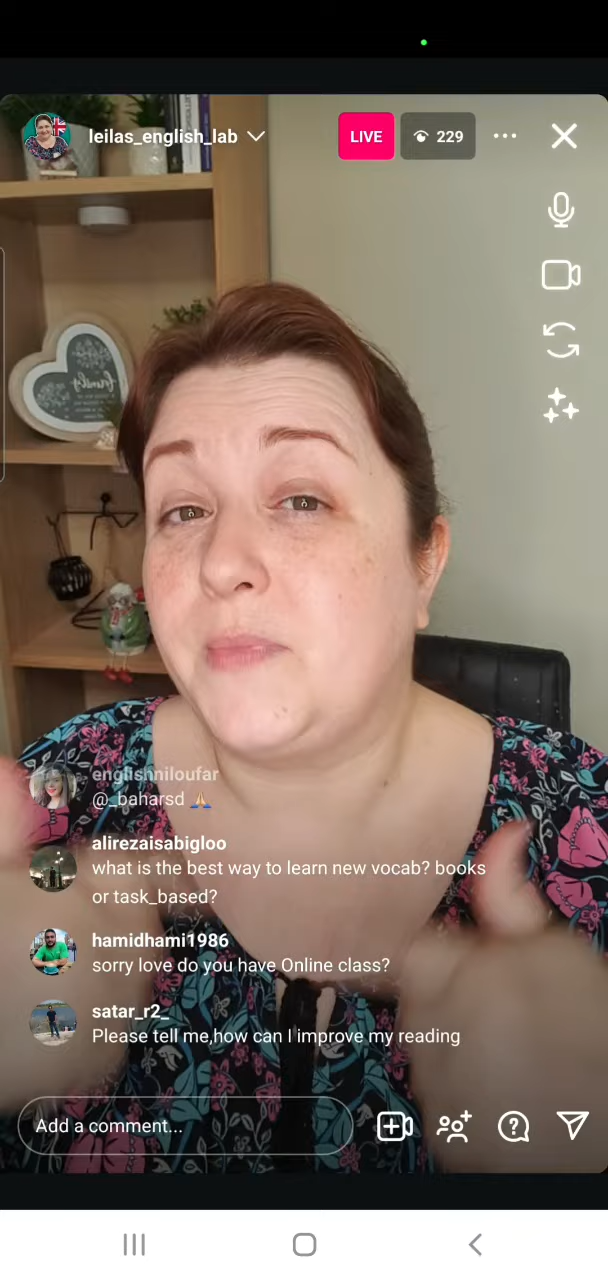 leilas_english_lab
LIVE
229
englishniloufar
@_baharsd 🙏
alirezaisabigloo
what is the best way to learn new vocab? books
or task_based?
hamidhami1986
sorry love do you have Online class?
satar_r2_
Please tell me,how can I improve my reading
Add a comment...